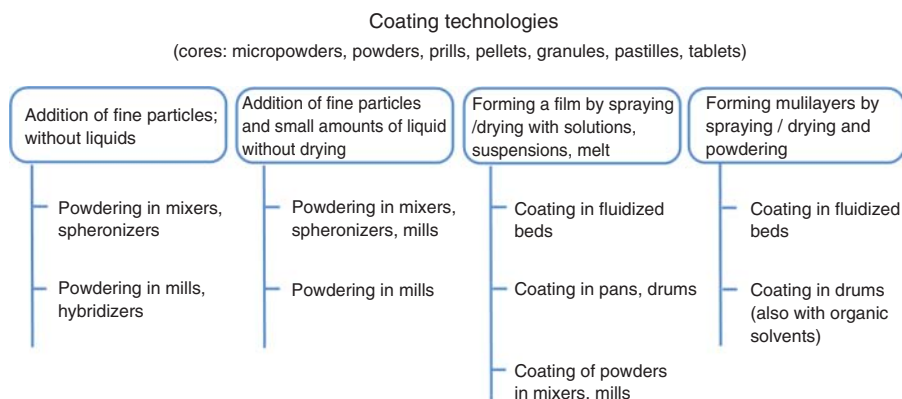 Coating technologies
(cores: micropowders, powders, prills, pellets, granules, pastilles, tablets)
Addition of fine particles;
without liquids
Powdering in mixers,
spheronizers
Powdering in mills,
hybridizers
Addition of fine particles
and small amounts of liquid
without drying
Powdering in mixers,
spheronizers, mills
Powdering in mills
Forming a film by spraying
/drying with solutions,
suspensions, melt
Coating in fluidized
beds
Coating in pans, drums
Coating of powders
in mixers, mills
Forming mulilayers by
spraying / drying and
powdering
Coating in fluidized
beds
Coating in drums
(also with organic
solvents)